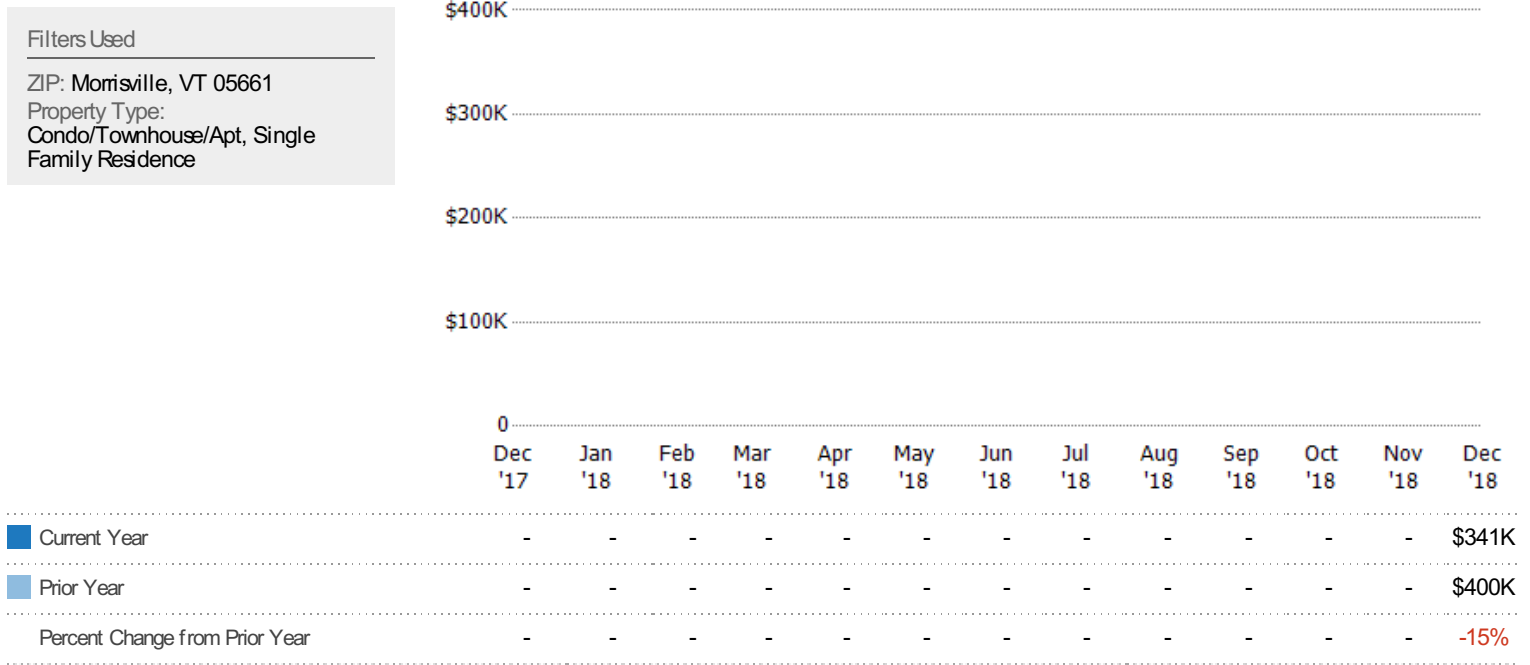 Filters Used
ZIP: Morrisville, VT 05661
Property Type:
Condo/Townhouse/Apt, Single
Family Residence
$400K
$300K
$200K
$100K
0
Dec Jan Feb Mar Apr May Jun Jul Aug Sep Oct Nov Dec
'17 '18 '18 '18 '18 '18 '18 '18 '18 '18 '18 '18 '18
Current Year - - - - - - - - - - - - $341K
Prior Year - - - - - - - - - - - - $400K
Percent Change from Prior Year - - - - - - - - - - - - -15%